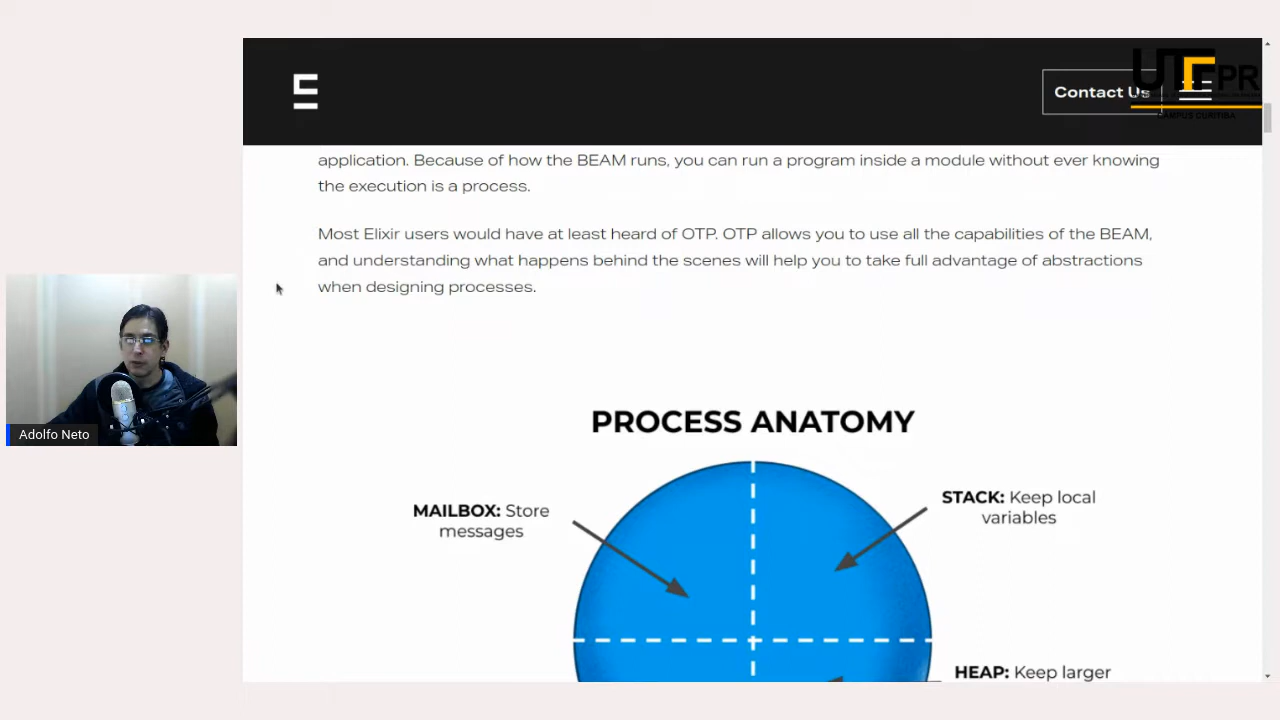 Contact Us
UTFPR
CAMPUS CURITIBA
application. Because of how the BEAM runs, you can run a program inside a module without ever knowing
the execution is a process.
Most Elixir users would have at least heard of OTP. OTP allows you to use all the capabilities of the BEAM,
and understanding what happens behind the scenes will help you to take full advantage of abstractions
when designing processes.
PROCESS ANATOMY
MAILBOX: Store
messages
STACK: Keep local
variables
HEAP: Keep larger
Adolfo Neto